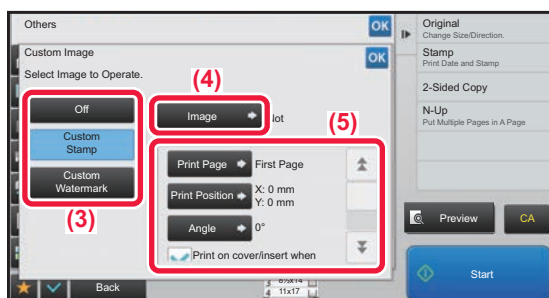 Others
OK
Custom Image
OK
Select Image to Operate.
(4)
Off
Image
lot
(5)
Custom
Stamp
Custom
Watermark
(3)
Print Page
First Page
Print Position
X: 0 mm
Y: 0 mm
Angle
0°
Print on cover/insert when
Back
8½x14
4 11x17
Original
Change Size/Direction.
Stamp
Print Date and Stamp
2-Sided Copy
N-Up
Put Multiple Pages in A Page
Preview
CA
Start